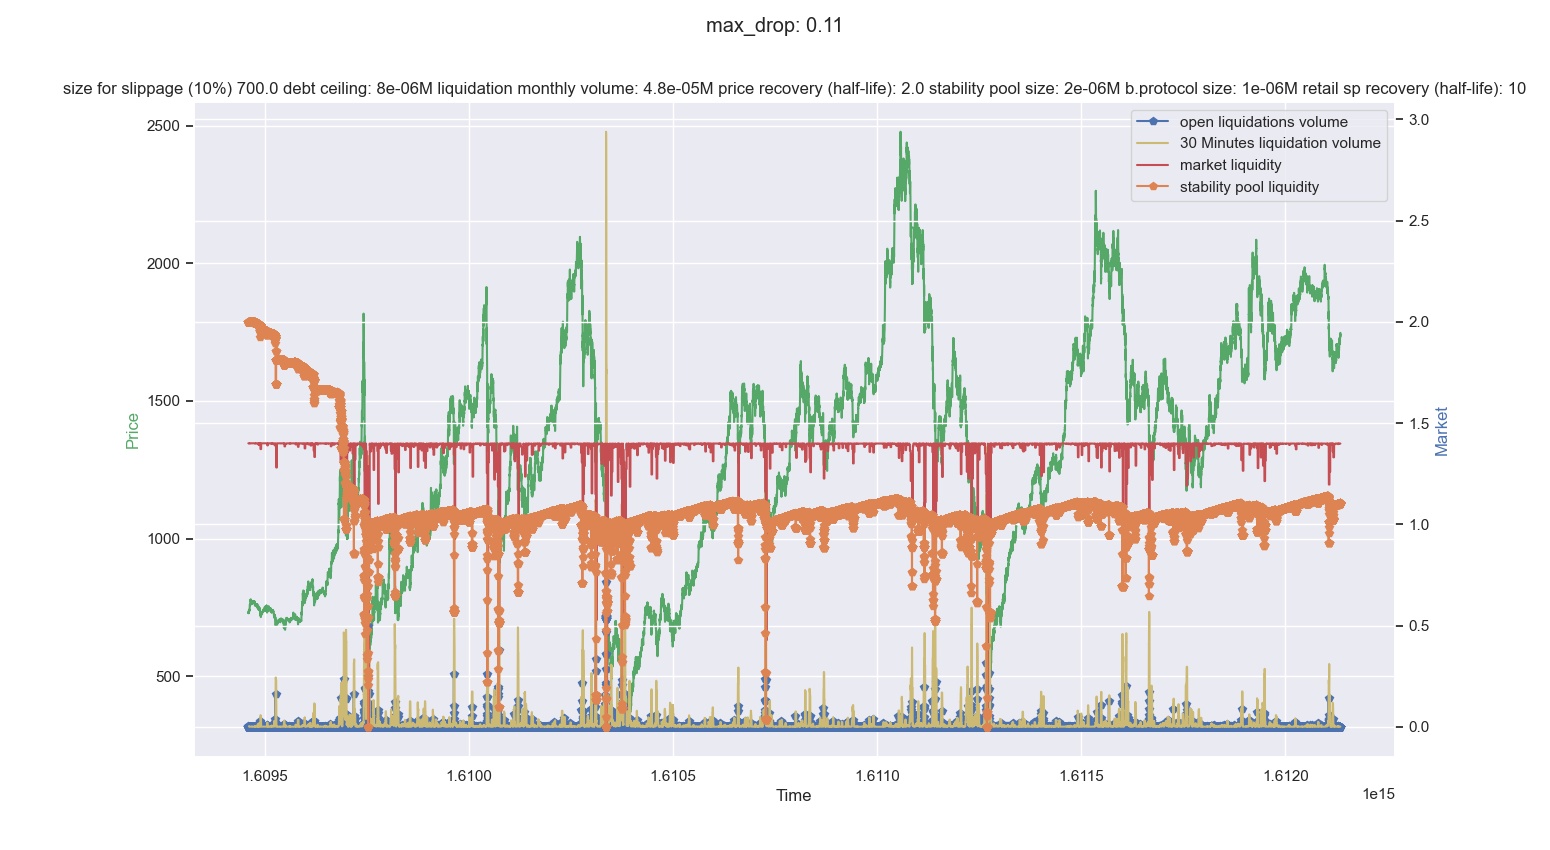 max_drop: 0.11
size for slippage (10%) 700.0 debt ceiling: 8e-06M liquidation monthly volume: 4.8e-05M price recovery (half-life): 2.0 stability pool size: 2e-06M b.protocol size: 1e-06M retail sp recovery (half-life): 10
open liquidations volume
30 Minutes liquidation volume
market liquidity
stability pool liquidity
2500
2000
1500
1000
500
Price
3.0
2.5
2.0
1.5
1.0
0.5
0.0
Market
1.6095 1.6100 1.6105 1.6110 1.6115 1.6120
Time
1e15